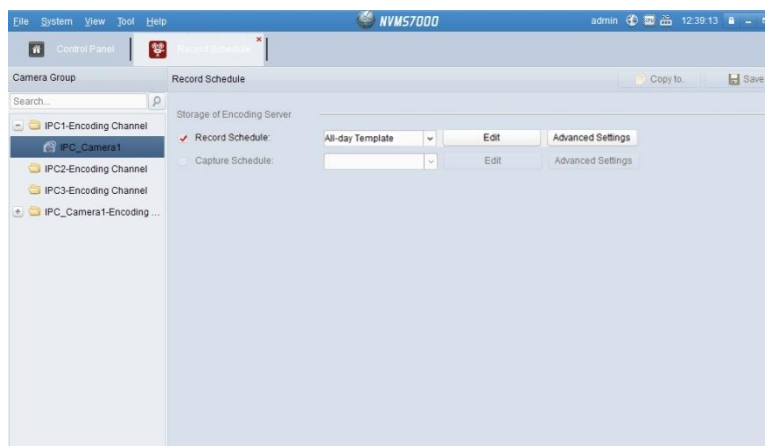 File System View Tool Help NVMS7000 admin 12:39:13
Control Panel Record Schedule
Camera Group Record Schedule Copy to. Save
Search...
Storage of Encoding Server
IPC1-Encoding Channel
Record Schedule: All-day Template Edit Advanced Settings
IPC_Camera1
Capture Schedule: Edit Advanced Settings
IPC2-Encoding Channel
IPC3-Encoding Channel
IPC_Camera1-Encoding ...